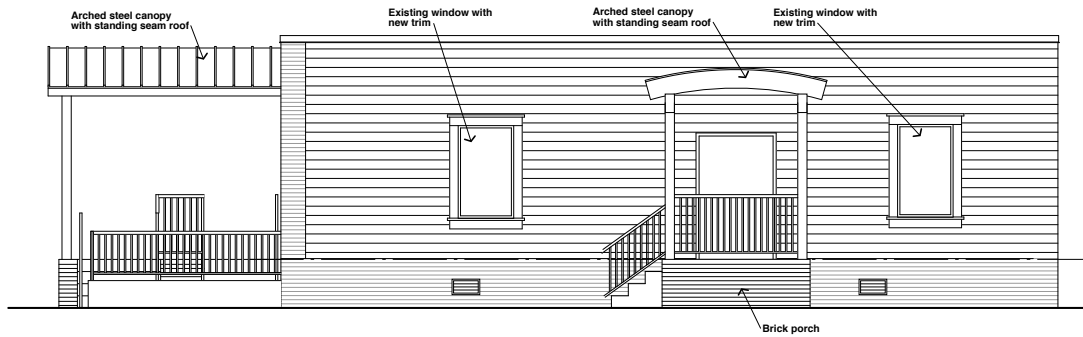 Arched steel canopy
with standing seam roof
Existing window with
new trim
Arched steel canopy
with standing seam roof
Existing window with
new trim
Brick porch